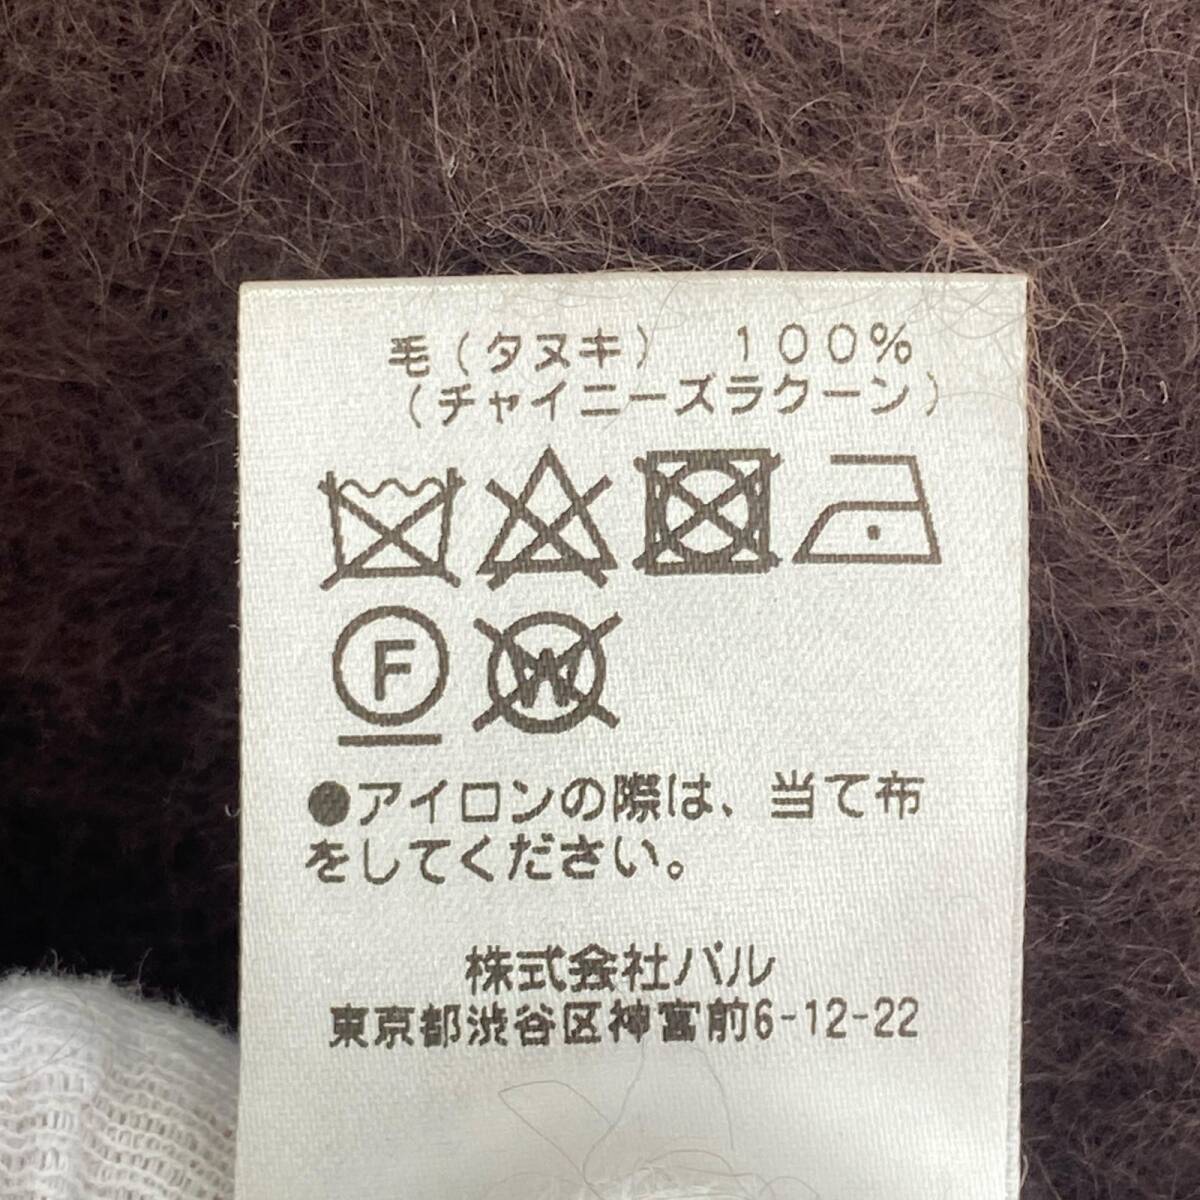 毛（タヌキ） 100%
（チャイニーズラクーン）
F W
●アイロンの際は、当て布
をしてください。
株式会社バル
東京都渋谷区神宮前6-12-22